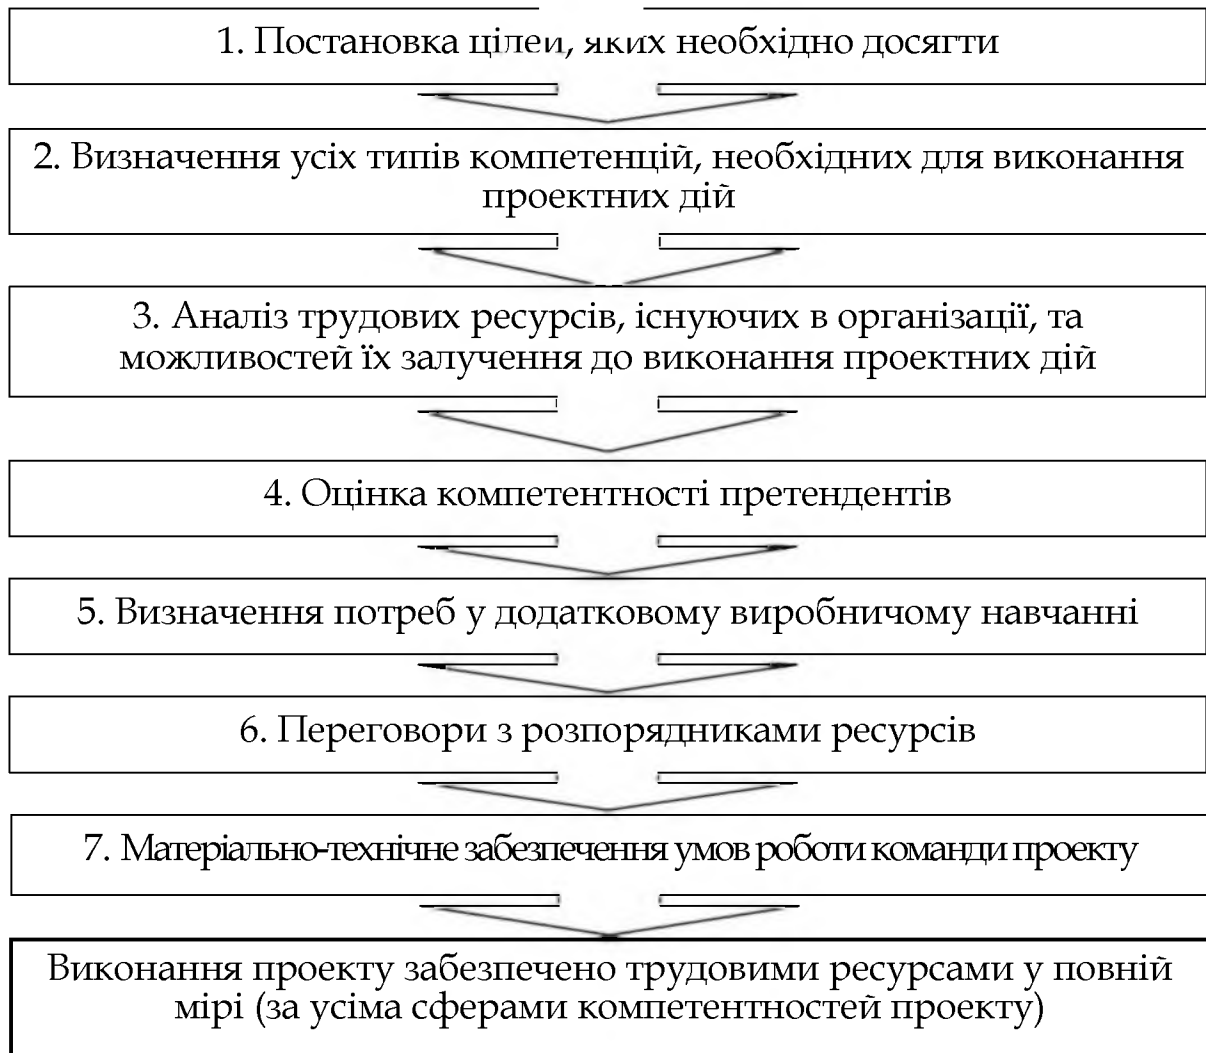 1. Постановка цілей, яких необхідно досягти
2. Визначення усіх типів компетенцій, необхідних для виконання
проектних дій
3. Аналіз трудових ресурсів, існуючих в організації, та
можливостей їх залучення до виконання проектних дій
4. Оцінка компетентності претендентів
5. Визначення потреб у додатковому виробничому навчанні
6. Переговори з розпорядниками ресурсів
7. Матеріально-технічне забезпечення умов роботи команди проекту
Виконання проекту забезпечено трудовими ресурсами у повній
мірі (за усіма сферами компетентностей проекту)